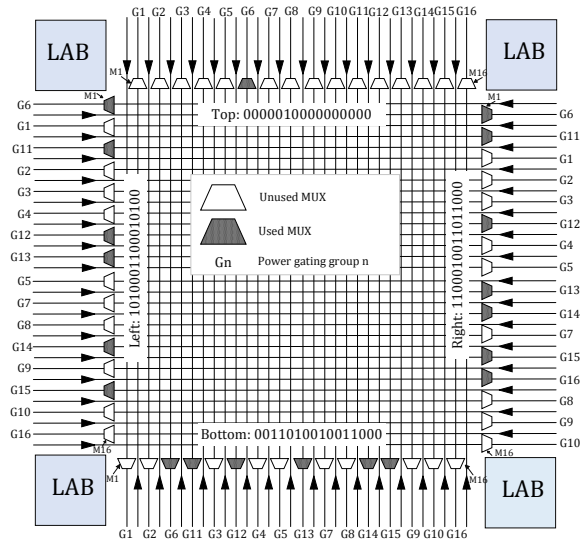 G1 G2 G3 G4 G5 G6 G7 G8 G9 G10 G11 G12 G13 G14 G15 G16
LAB
LAB
M1
M16
M1
M1
Top: 0000010000000000
G6
G1
G11
G2
G3
G4
G12
G13
G5
G7
G8
G14
G9
G15
G10
G16
M16
Left: 1010001100010100
Unused MUX
Used MUX
Gn Power gating group n
Right: 1100010011011000
G6
G11
G1
G2
G3
G12
G4
G5
G13
G14
G7
G15
G16
G8
G9
G10
M16
Bottom: 0011010010011000
LAB
LAB
M1
M16
G1 G2 G6 G11 G3 G12 G4 G5 G13 G7 G8 G14 G15 G9 G10 G16